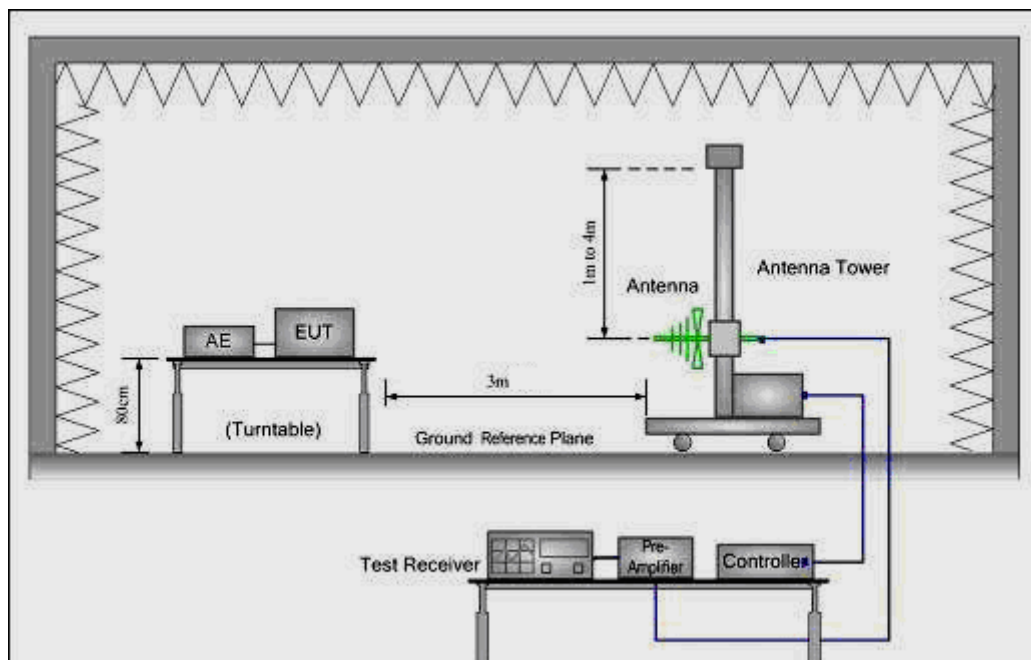 1m to 4m
Antenna
Antenna Tower
AE
EUT
80cm
3m
(Turntable)
Ground Reference Plane
Test Receiver
Pre-
Amplifier
Controller